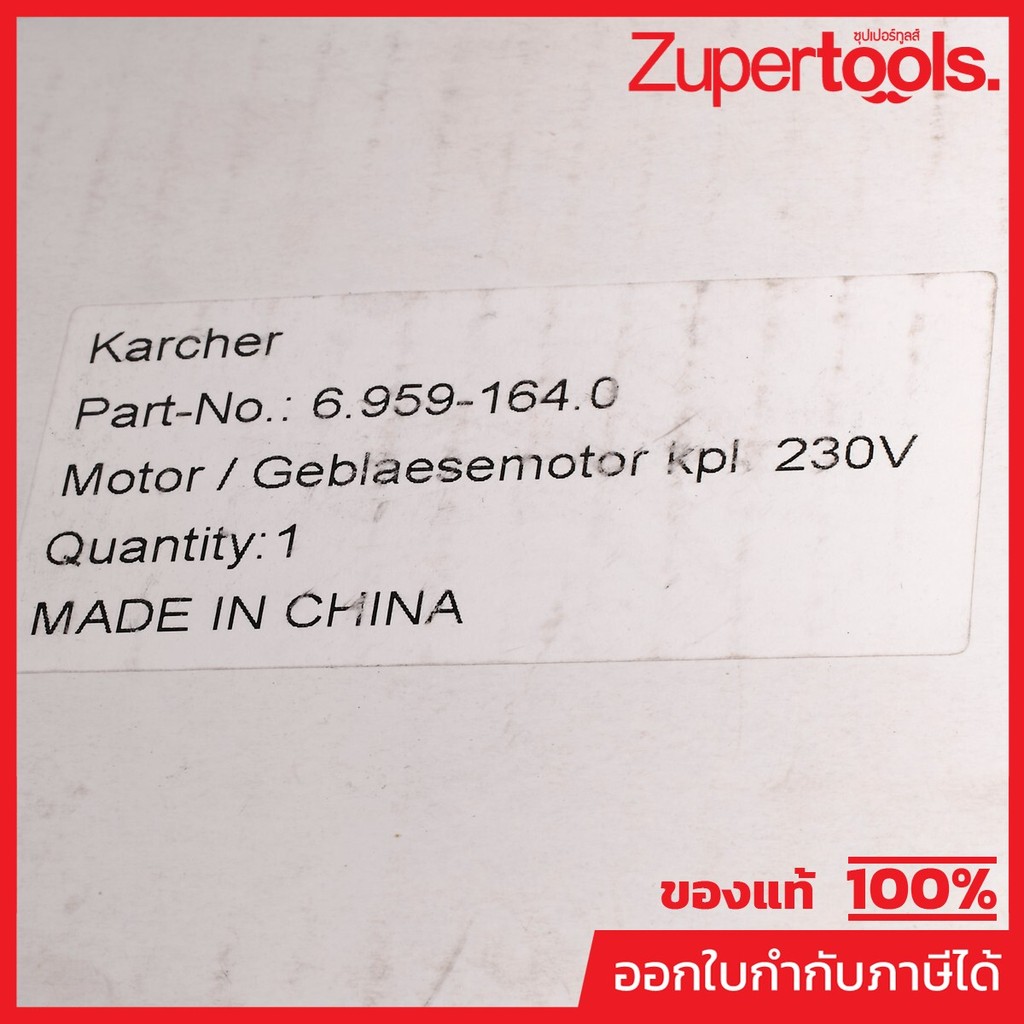 ซุปเปอร์ทูลส์
Zupertools.
Karcher
Part-No.: 6.959-164.0
Motor / Geblaesemotor kpl. 230V
Quantity: 1
MADE IN CHINA
ของแท้ 100%
ออกใบกำกับภาษีได้